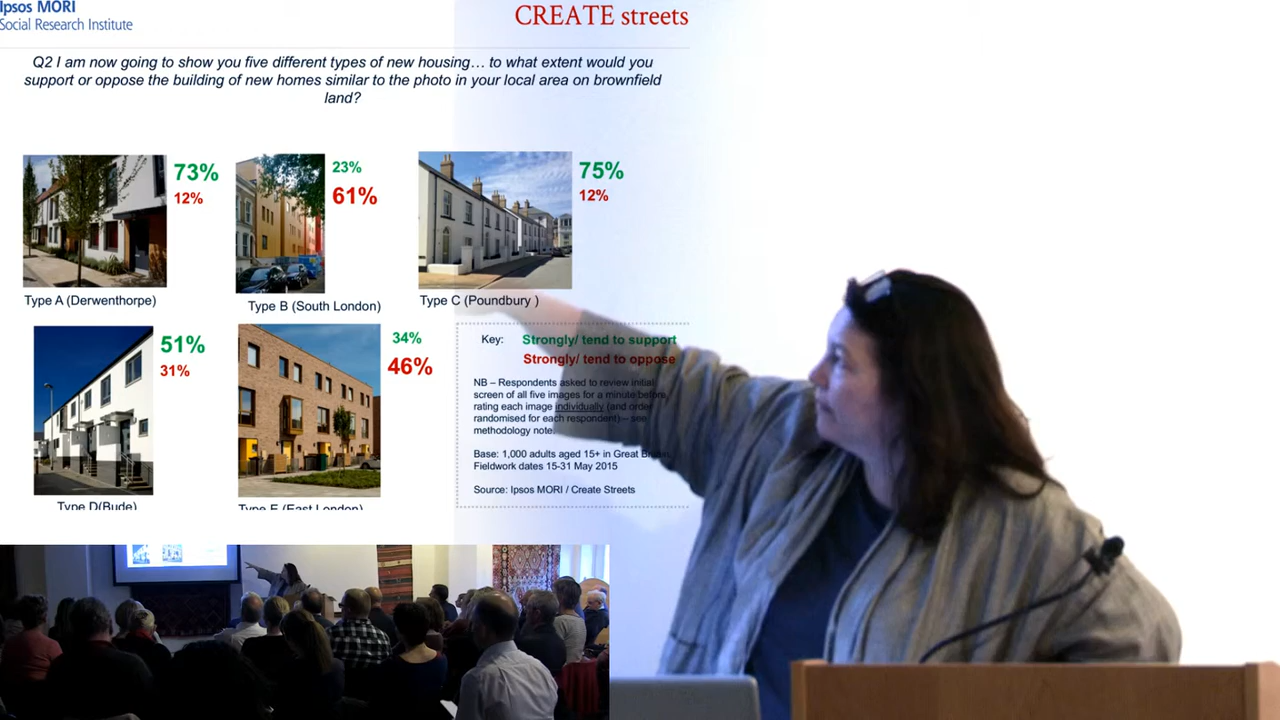 Ipsos MORI
Social Research Institute
CREATE streets
Q2 I am now going to show you five different types of new housing… to what extent would you
support or oppose the building of new homes similar to the photo in your local area on brownfield
land?
73%
12%
23%
61%
75%
12%
Type A (Derwenthorpe)
Type B (South London)
Type C (Poundbury )
51%
31%
34%
46%
Key: Strongly/ tend to support
Strongly/ tend to oppose
NB – Respondents asked to review initial
screen of all five images for a minute before
rating each image individually (and order
randomised for each respondent) – see
methodology note.
Base: 1,000 adults aged 15+ in Great Britain
Fieldwork dates 15-31 May 2015
Source: Ipsos MORI / Create Streets
Type D(Bude)
Type E (East London)